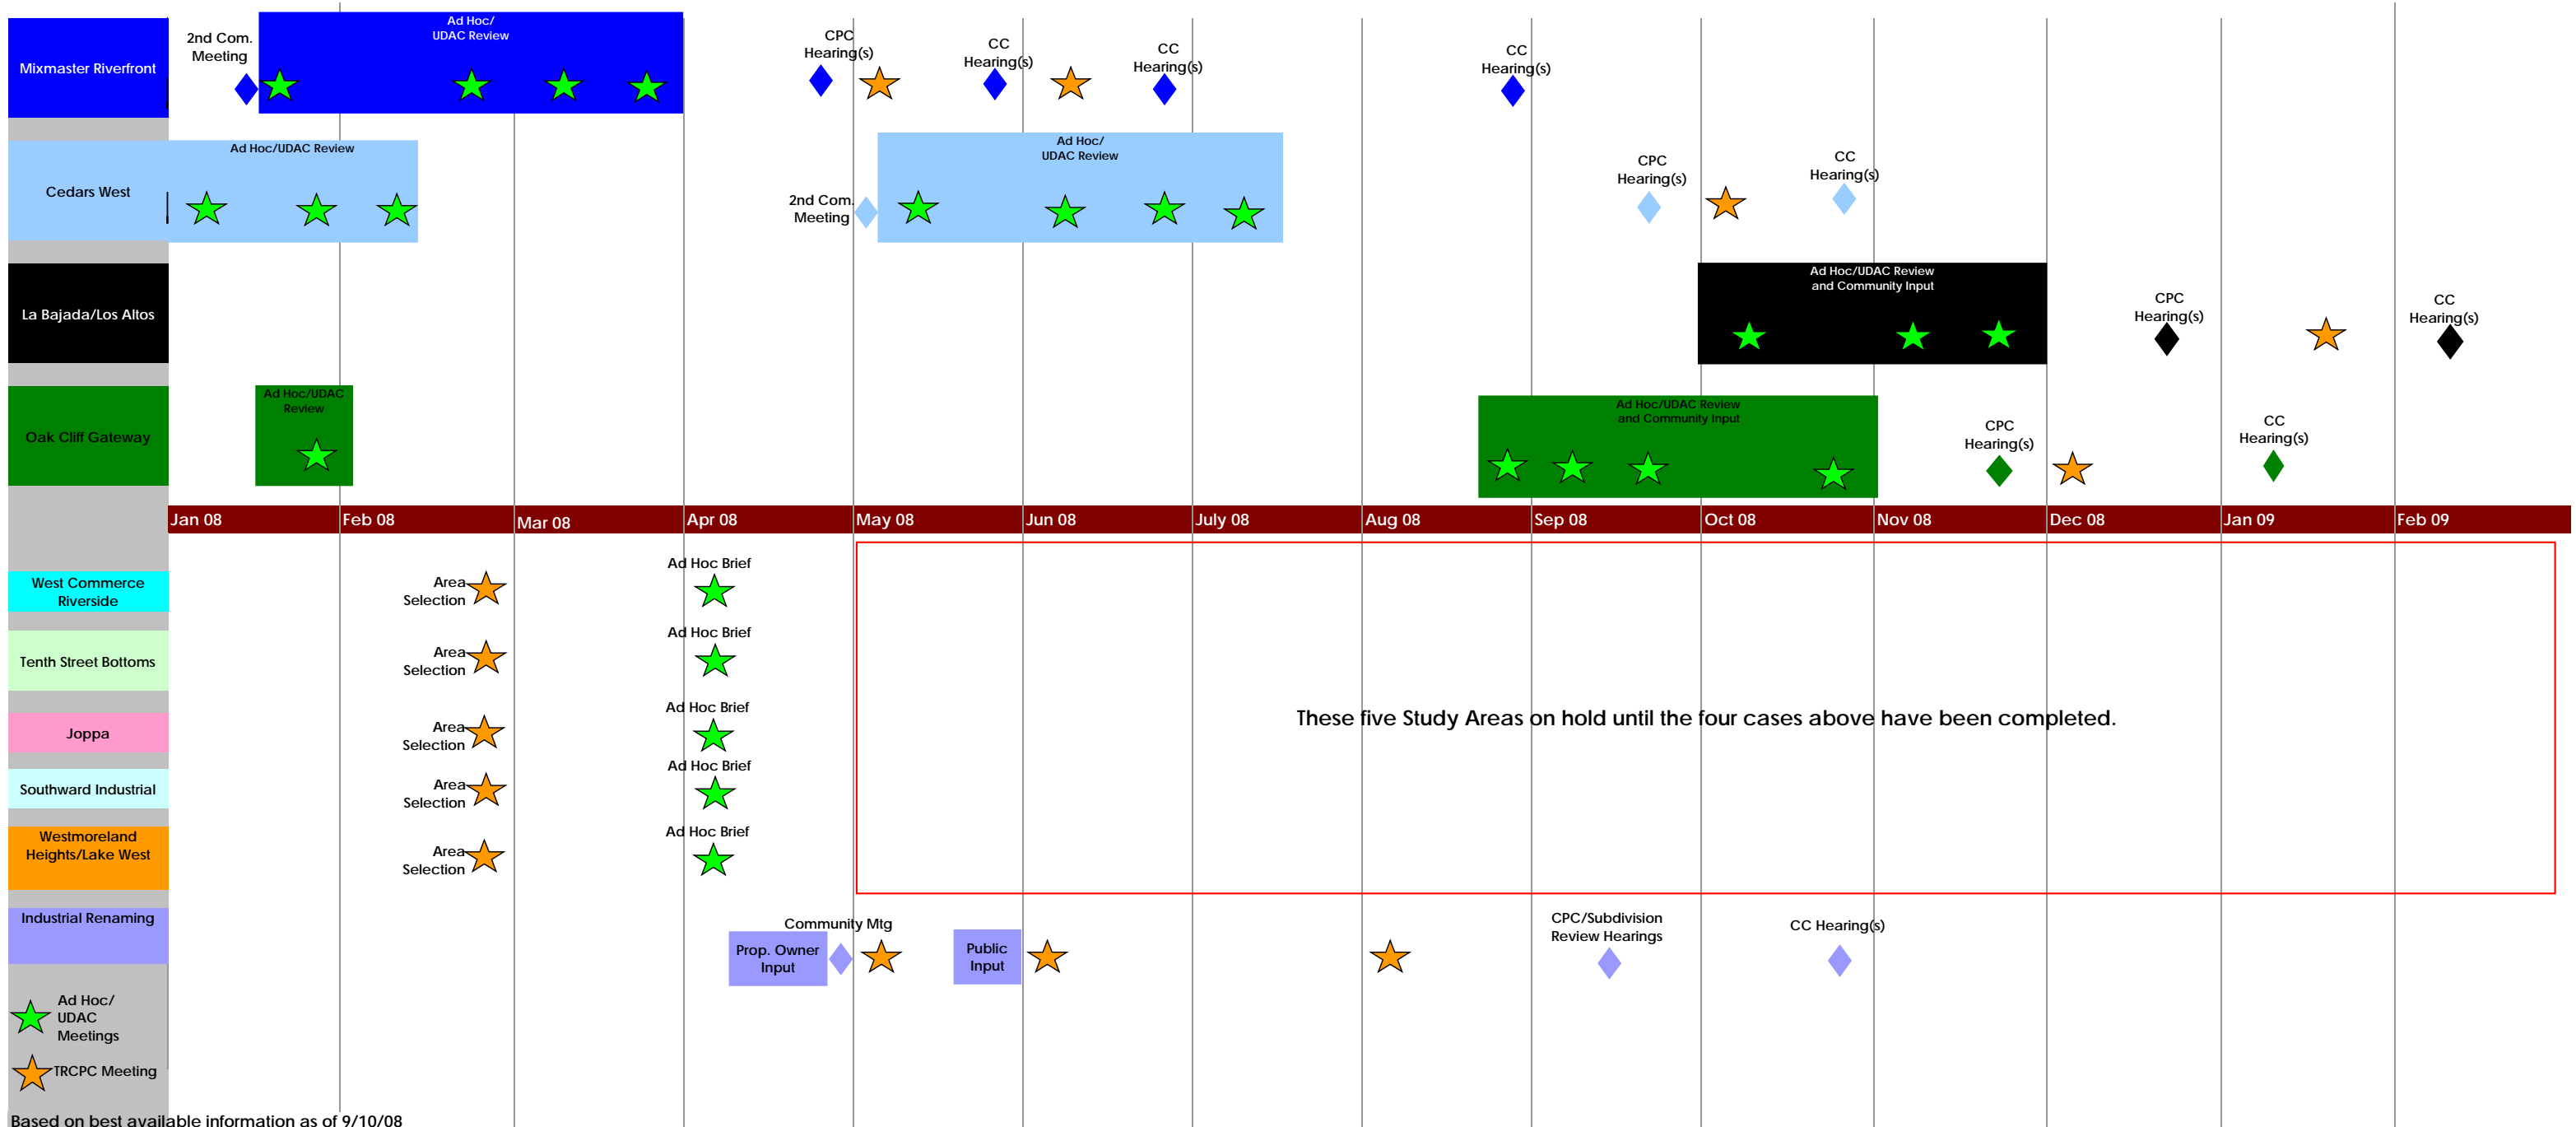 Mixmaster Riverfront
2nd Com.
Meeting
Ad Hoc/
UDAC Review
CPC
Hearing(s)
CC
Hearing(s)
CC
Hearing(s)
CC
Hearing(s)
Cedars West
Ad Hoc/UDAC Review
2nd Com.
Meeting
Ad Hoc/
UDAC Review
CPC
Hearing(s)
CC
Hearing(s)
La Bajada/Los Altos
Ad Hoc/UDAC Review
and Community Input
CPC
Hearing(s)
CC
Hearing(s)
Oak Cliff Gateway
Ad Hoc/UDAC
Review
Ad Hoc/UDAC Review
and Community Input
CPC
Hearing(s)
CC
Hearing(s)
Jan 08
Feb 08
Mar 08
Apr 08
May 08
Jun 08
July 08
Aug 08
Sep 08
Oct 08
Nov 08
Dec 08
Jan 09
Feb 09
West Commerce
Riverside
Area
Selection
Ad Hoc Brief
Tenth Street Bottoms
Area
Selection
Ad Hoc Brief
Joppa
Area
Selection
Ad Hoc Brief
These five Study Areas on hold until the four cases above have been completed.
Southward Industrial
Area
Selection
Ad Hoc Brief
Westmoreland
Heights/Lake West
Area
Selection
Ad Hoc Brief
Industrial Renaming
Prop. Owner
Input
Community Mtg
Public
Input
CPC/Subdivision
Review Hearings
CC Hearing(s)
Ad Hoc/
UDAC
Meetings
TRCPC Meeting
Based on best available information as of 9/10/08